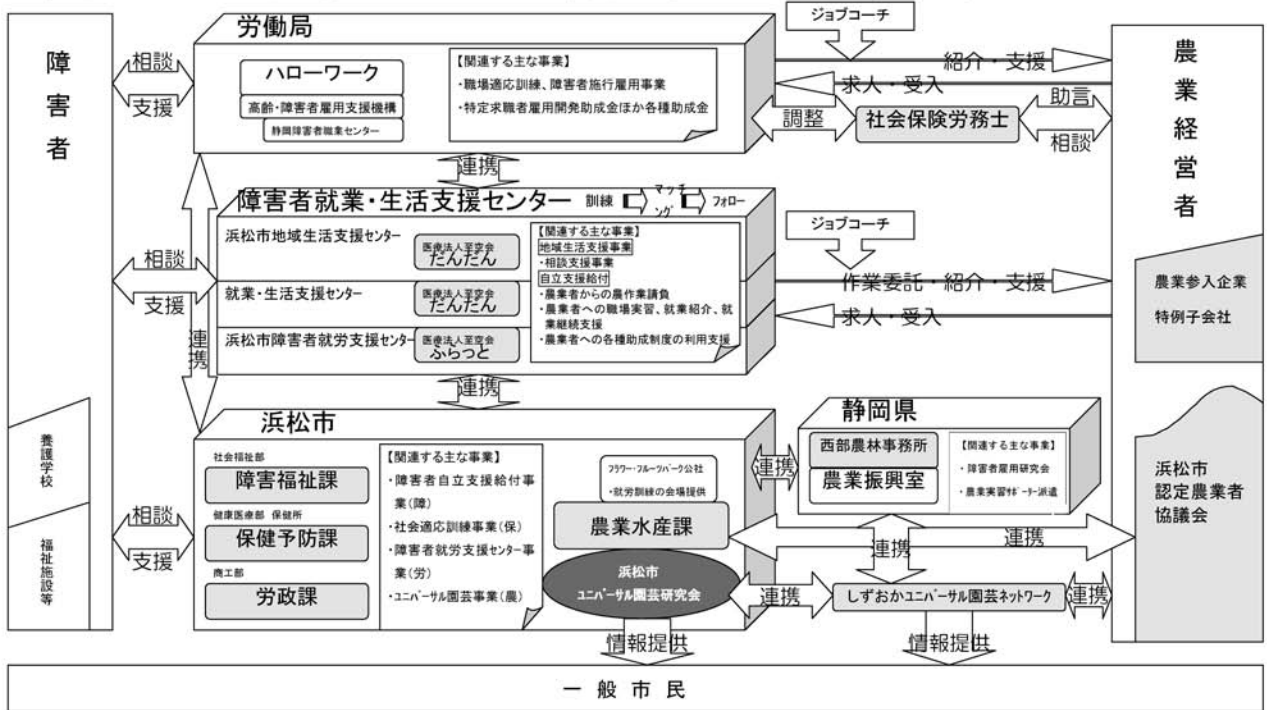 障害者
養護学校
福祉施設等
相談
支援
労働局
ハローワーク
高齢・障害者雇用支援機構
静岡障害者職業センター
【関連する主な事業】
・職場適応訓練、障害者施行雇用事業
・特定求職者雇用開発助成金ほか各種助成金
ジョブコーチ
紹介・支援
求人・受入
調整
社会保険労務士
助言
相談
農業経営者
連携
連携
障害者就業・生活支援センター
訓練
マッチ
ング
フォロー
浜松市地域生活支援センター
医療法人至空会
だんだん
就業・生活支援センター
医療法人至空会
だんだん
浜松市障害者就労支援センター
医療法人至空会
ふらっと
【関連する主な事業】
地域生活支援事業
・相談支援事業
自立支援給付
・農業者からの農作業請負
・農業者への職場実習、就業紹介、就
業継続支援
・農業者への各種助成制度の利用支援
相談
支援
ジョブコーチ
作業委託・紹介・支援
求人・受入
農業参入企業
特例子会社
連携
浜松市
社会福祉部
障害福祉課
健康医療部 保健所
保健予防課
商工部
労政課
【関連する主な事業】
・障害者自立支援給付事
業(障)
・社会適応訓練事業(保)
・障害者就労支援センター事
業(労)
・ユニバーサル園芸事業(農)
フラワー・フルーツパーク公社
・就労訓練の会場提供
農業水産課
浜松市
ユニバーサル園芸研究会
相談
支援
連携
静岡県
西部農林事務所
農業振興室
【関連する主な事業】
・障害者雇用研究会
・農業実習サポーター派遣
連携
連携
連携
しずおかユニバーサル園芸ネットワーク
連携
浜松市
認定農業者
協議会
情報提供
情報提供
一般市民